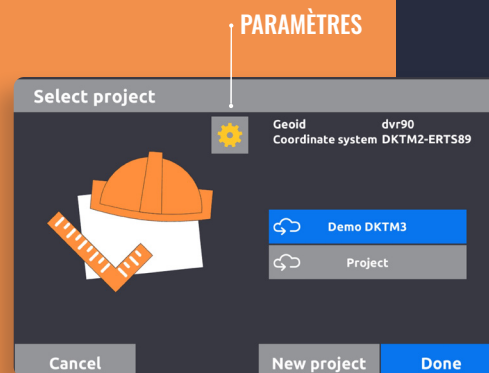 PARAMÈTRES
Select project
Geoid dvr90
Coordinate system DKTM2-ERTS89
Demo DKTM3
Project
Cancel
New project
Done